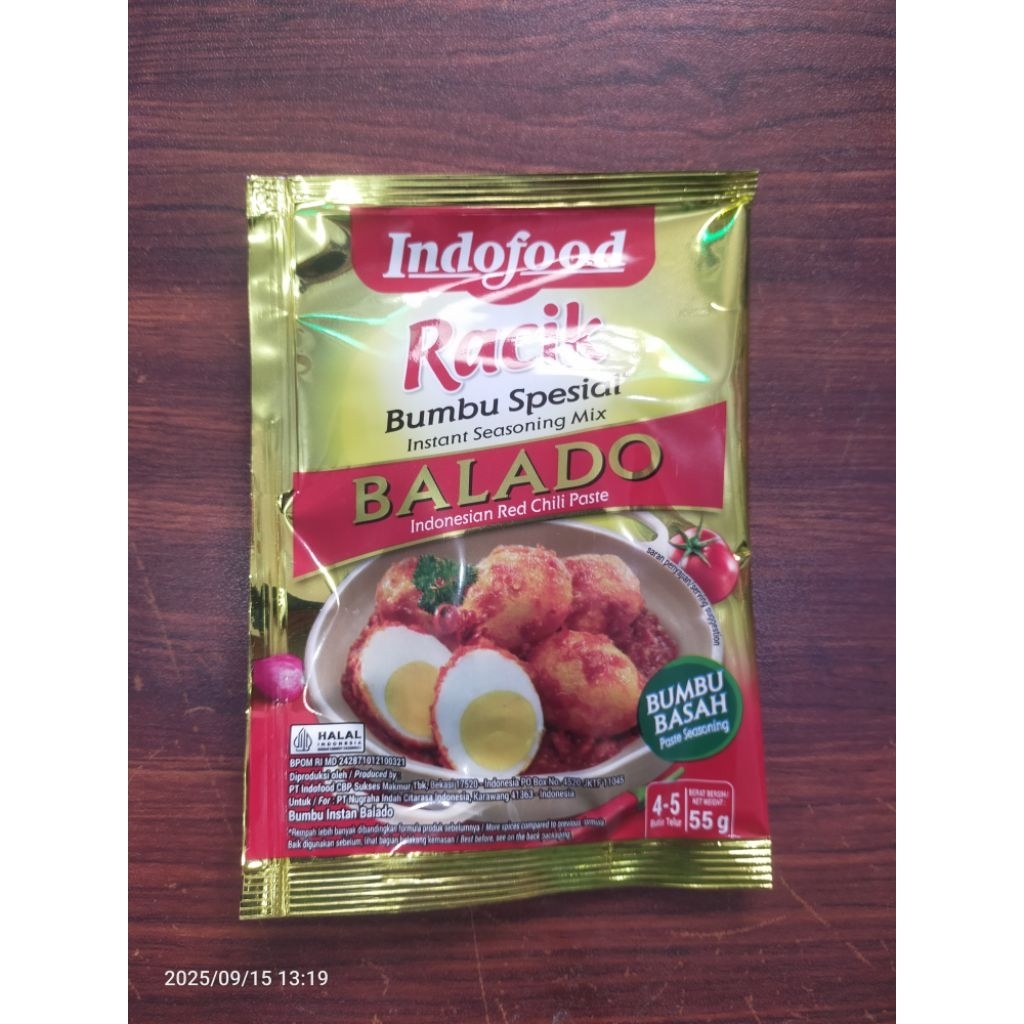 Indofood
Racik
Bumbu Spesial
Instant Seasoning Mix
BALADO
Indonesian Red Chili Paste
saran penyajian/serving suggestion
BUMBU
BASAH
Paste Seasoning
HALAL
INDONESIA
BPOM RI MD 242871012100321
Diproduksi oleh / Produced by
PT Indofood CBP Sukses Makmur Tbk, Bekasi 17520 - Indonesia PO Box No. 4520 JKTP 11045
Untuk / For : PT Nugraha Indah Citarasa Indonesia, Karawang 41363 - Indonesia
Bumbu Instan Balado
*Rempah lebih banyak dibandingkan formula produk sebelumnya / More spices compared to previous formula
Baik digunakan sebelum, lihat bagian belakang kemasan / Best before, see on the back packaging
4-5
Butir Telur
BERAT BERSIH /
NET WEIGHT :
55 g
2025/09/15 13:19